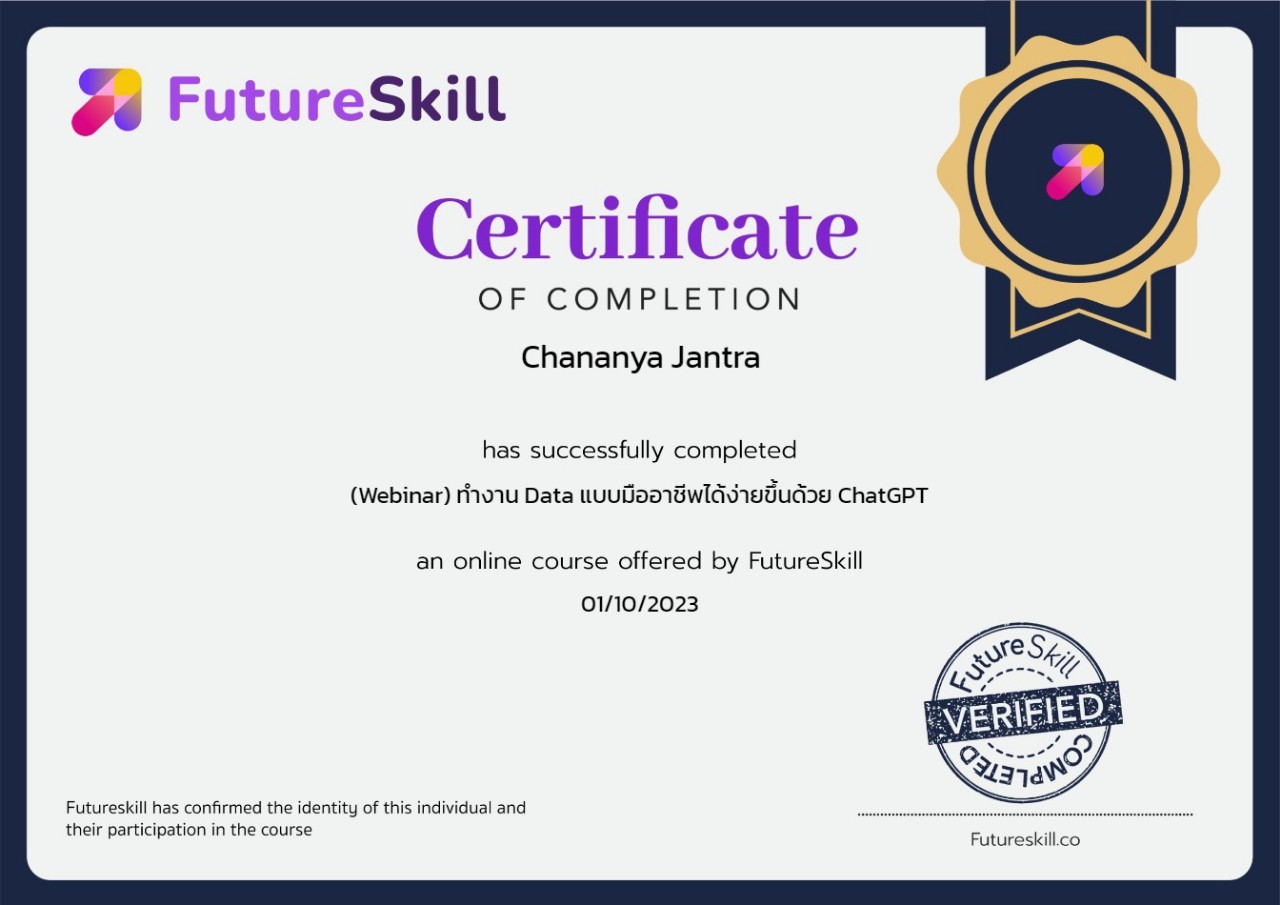 FutureSkill
Certificate
OF COMPLETION
Chananya Jantra
has successfully completed
(Webinar) ทำงาน Data แบบมืออาชีพได้ง่ายขึ้นด้วย ChatGPT
an online course offered by FutureSkill
01/10/2023
FutureSkill
VERIFIED
COMPLETED
Futureskill has confirmed the identity of this individual and
their participation in the course
Futureskill.co